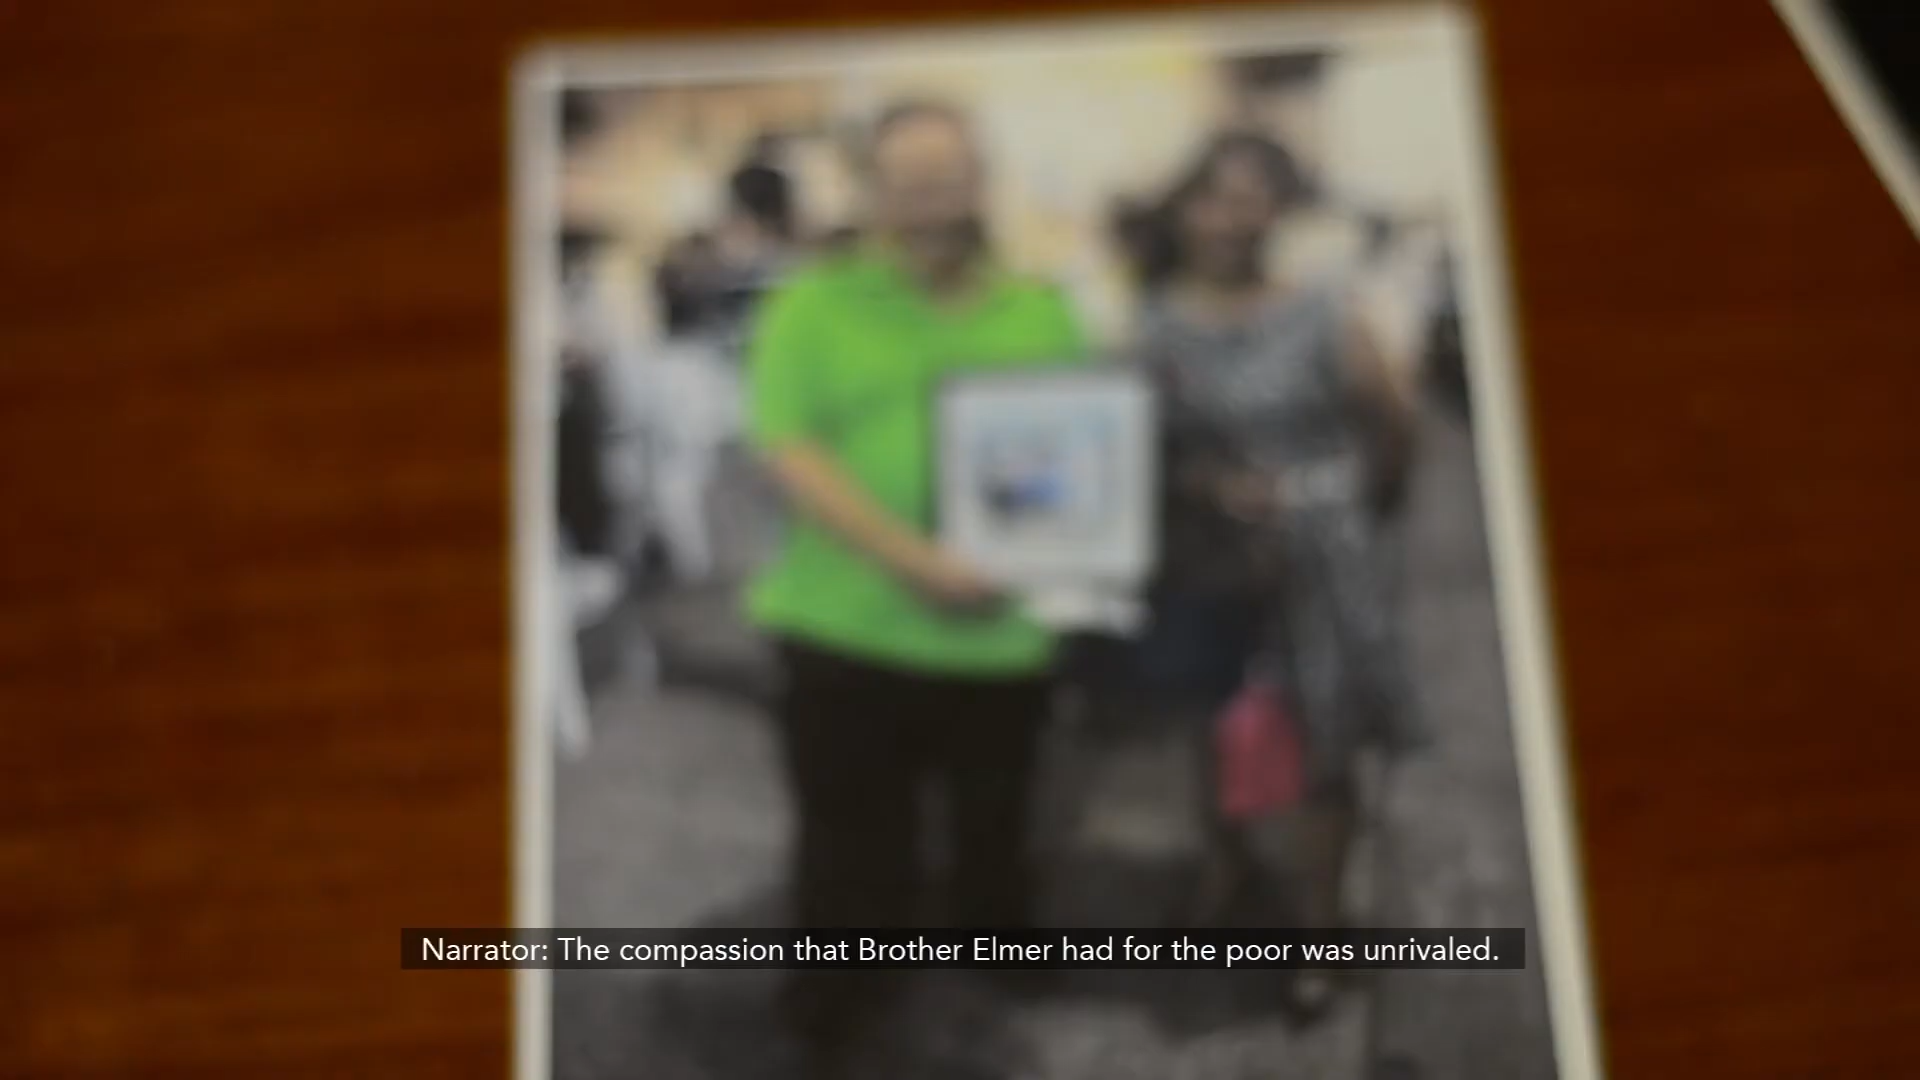 Narrator: The compassion that Brother Elmer had for the poor was unrivaled.